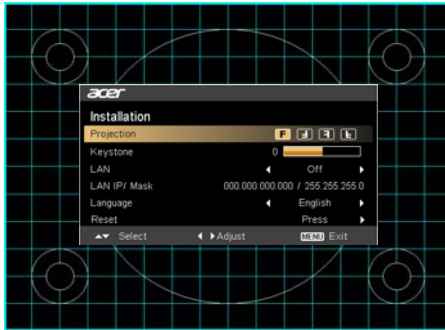 acer
Installation
Projection F F F F
Keystone 0
LAN Off
LAN IP/ Mask 000.000.000.000 / 255.255.255.0
Language English
Reset Press
Select Adjust MENU Exit